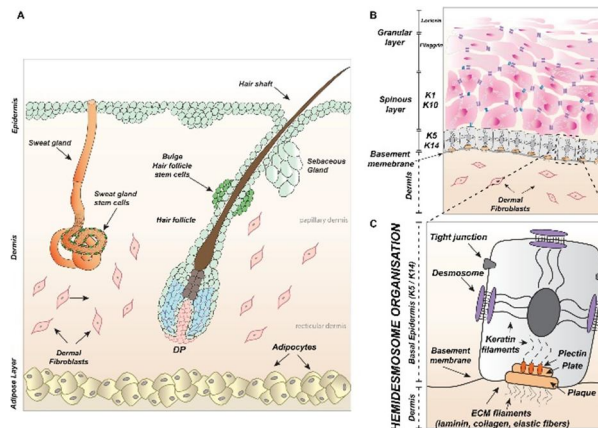 A
Epidermis
Dermis
Adipose Layer
Hair shaft
Sweat gland
Sebaceous
Gland
Bulge
Hair follicle
stem cells
Sweat gland
stem cells
Hair follicle
papillary dermis
reticular dermis
DP
Dermal
Fibroblasts
Adipocytes
B
Loricrin
Granular
layer
Filaggrin
Spinous
layer
K1
K10
K5
K14
Basement
membrane
Dermis
Dermal
Fibroblasts
C
HEMIDESMOSOME ORGANISATION
Basal Epidermis (K5 / K14)
Dermis
Tight junction
Desmosome
Keratin
filaments
Plectin
Plate
Basement
membrane
Plaque
ECM filaments
(laminin, collagen, elastic fibers)